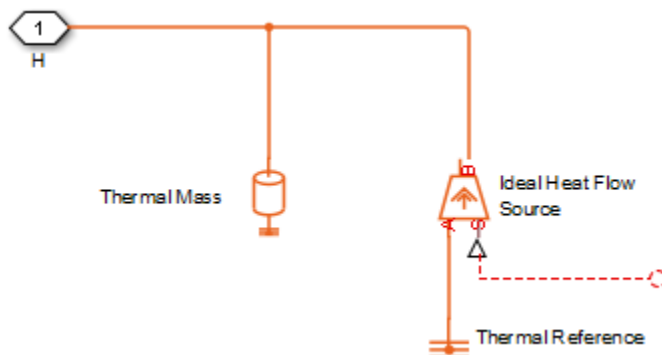 1
H
B
Thermal Mass
Ideal Heat Flow
Source
A
S
Thermal Reference